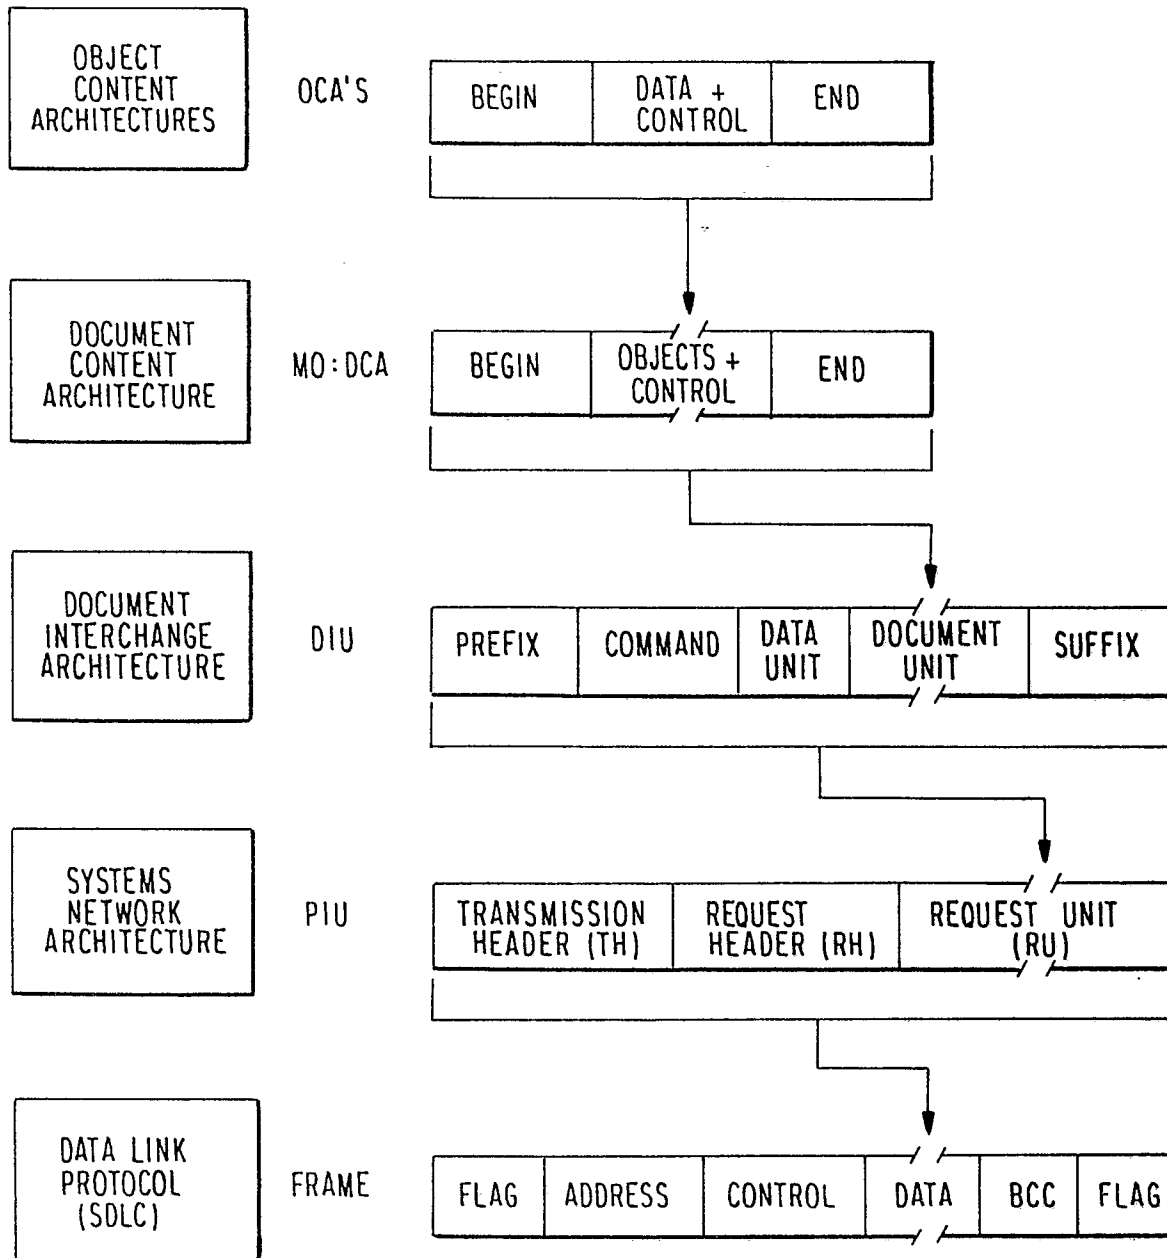 OBJECT
CONTENT
ARCHITECTURES
OCA'S
BEGIN
DATA +
CONTROL
END
DOCUMENT
CONTENT
ARCHITECTURE
MO:DCA
BEGIN
OBJECTS +
CONTROL
END
DOCUMENT
INTERCHANGE
ARCHITECTURE
DIU
PREFIX
COMMAND
DATA
UNIT
DOCUMENT
UNIT
SUFFIX
SYSTEMS
NETWORK
ARCHITECTURE
PIU
TRANSMISSION
HEADER (TH)
REQUEST
HEADER (RH)
REQUEST UNIT
(RU)
DATA LINK
PROTOCOL
(SDLC)
FRAME
FLAG
ADDRESS
CONTROL
DATA
BCC
FLAG